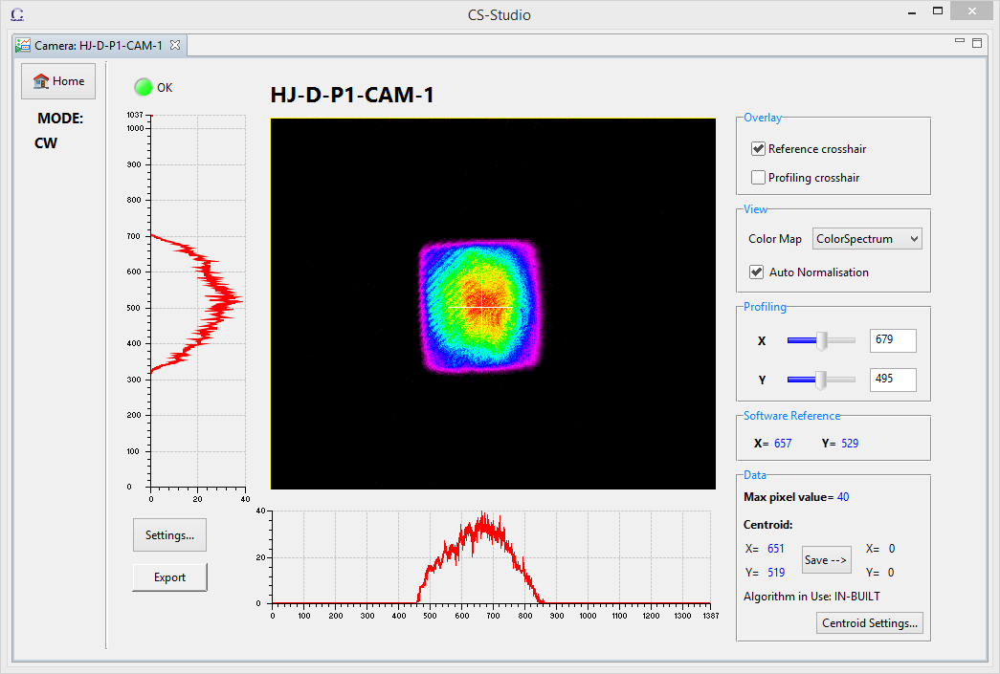 CS-Studio
Camera: HJ-D-P1-CAM-1
Home
MODE:
CW
OK
HJ-D-P1-CAM-1
1037
1000
900
800
700
600
500
400
300
200
100
0
0 20 40
Settings...
Export
40
20
0
0 100 200 300 400 500 600 700 800 900 1000 1100 1200 1300 1387
Overlay
Reference crosshair
Profiling crosshair
View
Color Map ColorSpectrum
Auto Normalisation
Profiling
X 679
Y 495
Software Reference
X= 657 Y= 529
Data
Max pixel value= 40
Centroid:
X= 651 Save --> X= 0
Y= 519 Y= 0
Algorithm in Use: IN-BUILT
Centroid Settings...